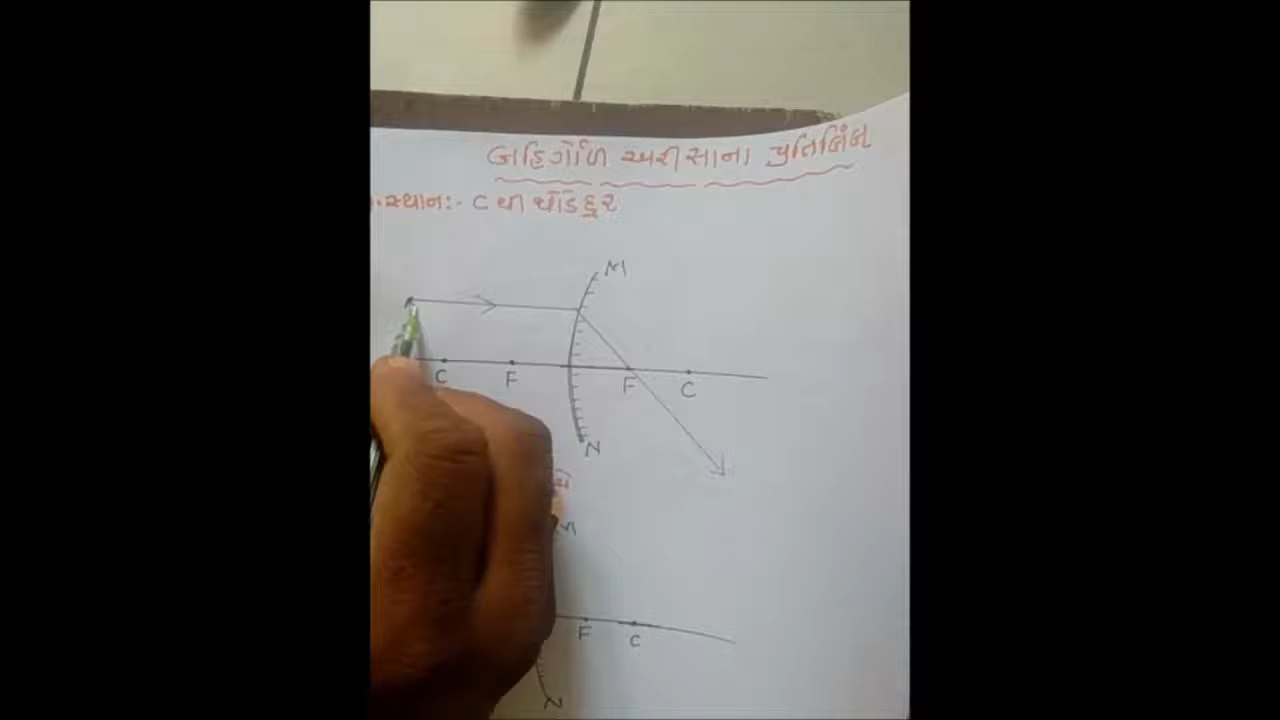 બહિર્ગોળ અરીસાના પ્રતિબિંબ
સ્થાન:- C થી થોડે દુર
M
C F F C
N
F C
N